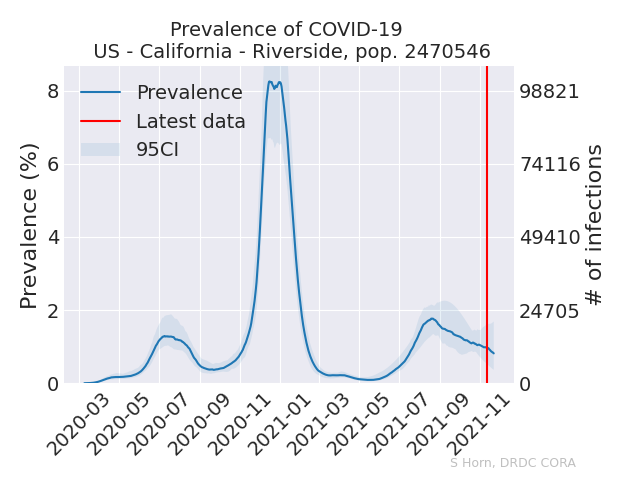 Prevalence of COVID-19
US - California - Riverside, pop. 2470546
Prevalence
Latest data
95CI
Prevalence (%)
8
6
4
2
0
98821
74116
49410
24705
0
# of infections
2020-03
2020-05
2020-07
2020-09
2020-11
2021-01
2021-03
2021-05
2021-07
2021-09
2021-11
S Horn, DRDC CORA